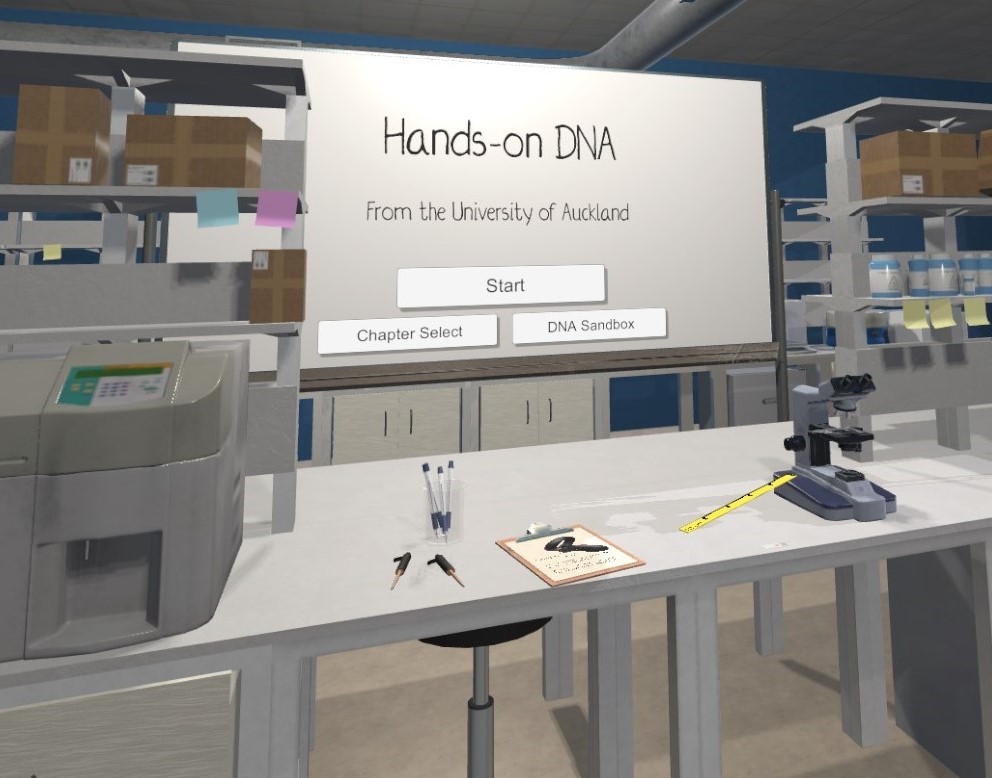 Hands-on DNA
From the University of Auckland
Start
Chapter Select
DNA Sandbox